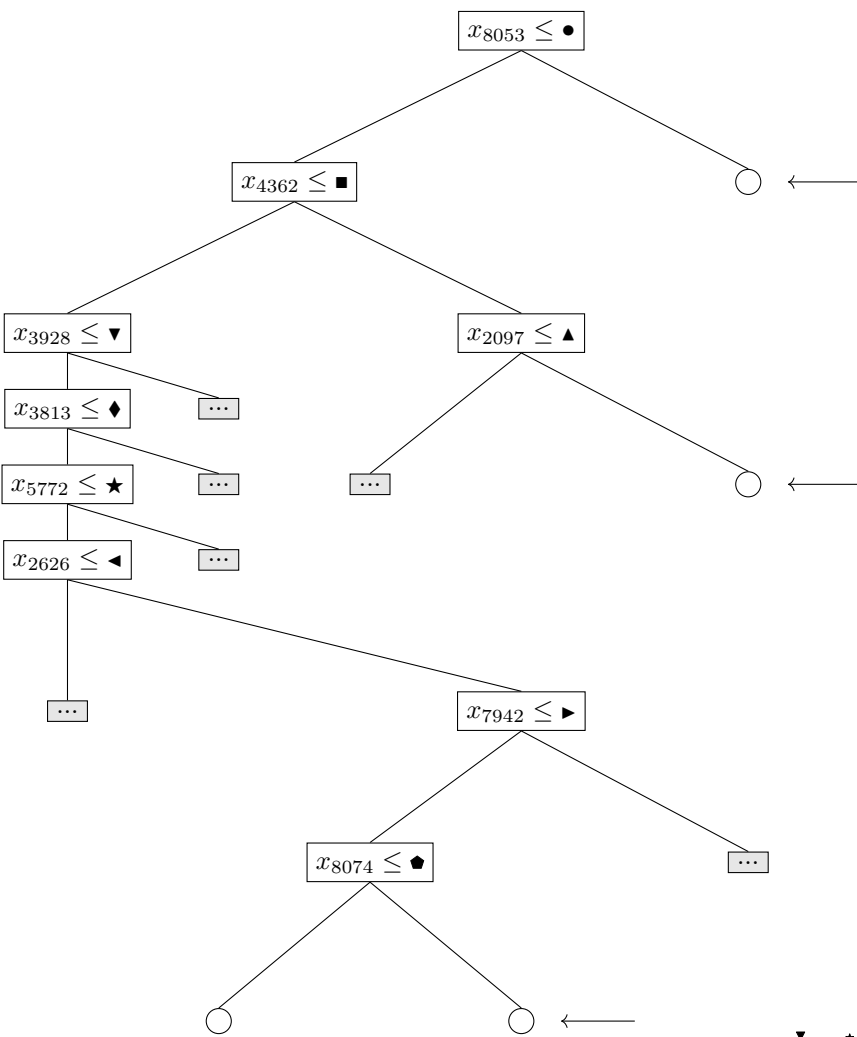 x₈₀₅₃ ≤ ●
x₄₃₆₂ ≤ ■
x₃₉₂₈ ≤ ▼
x₂₀₉₇ ≤ ▲
x₃₈₁₃ ≤ ♦
...
x₅₇₇₂ ≤ ★
...
...
x₂₆₂₆ ≤ ◄
...
...
x₇₉₄₂ ≤ ►
x₈₀₇₄ ≤ ⬟
...